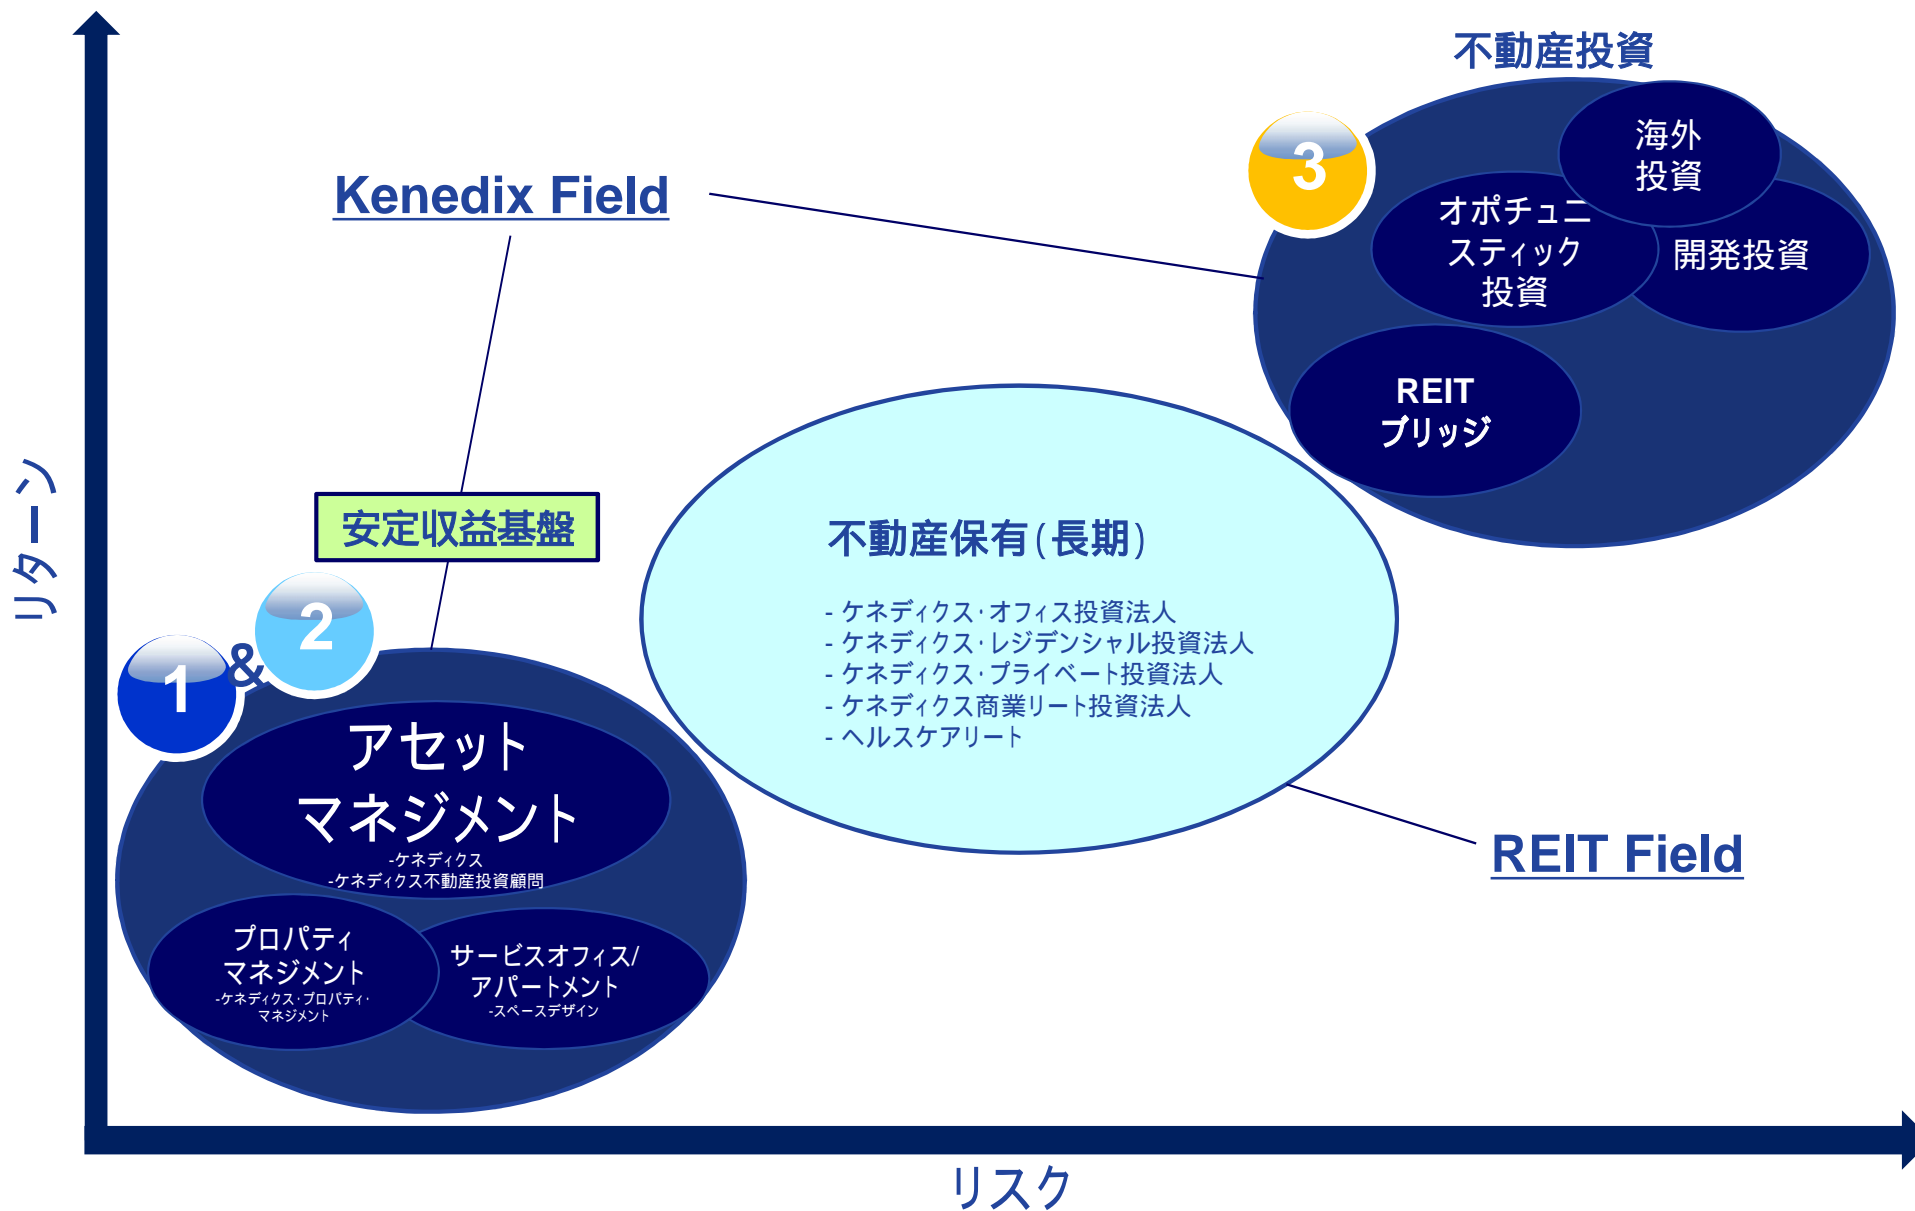 不動産投資
3
海外
投資
オポチュニ
スティック
投資
開発投資
REIT
ブリッジ
Kenedix Field
安定収益基盤
リターン
不動産保有(長期)
- ケネディクス・オフィス投資法人
- ケネディクス・レジデンシャル投資法人
- ケネディクス・プライベート投資法人
- ケネディクス商業リート投資法人
- ヘルスケアリート
REIT Field
1 & 2
アセット
マネジメント
-ケネディクス
-ケネディクス不動産投資顧問
プロパティ
マネジメント
-ケネディクス・プロパティ・
マネジメント
サービスオフィス/
アパートメント
-スペースデザイン
リスク